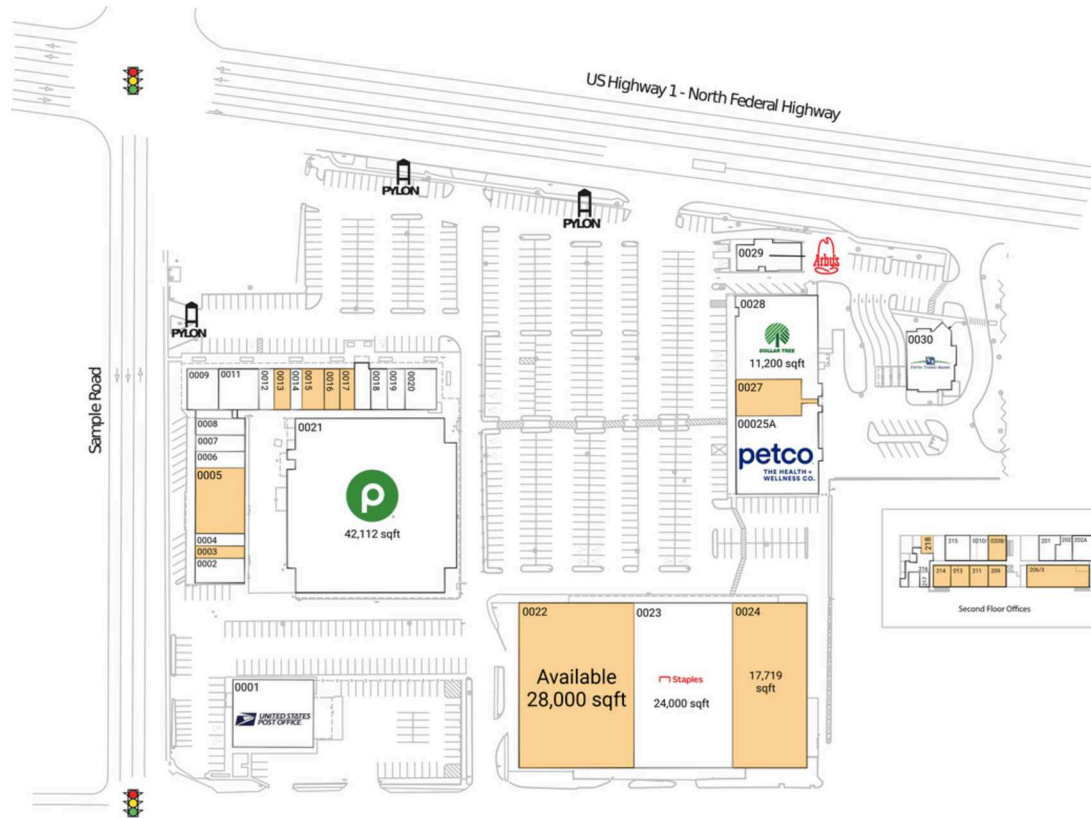 US Highway 1 - North Federal Highway
Sample Road
PYLON
PYLON
PYLON
0029
Arby's
0028
DOLLAR TREE
11,200 sqft
0027
00025A
petco
THE HEALTH +
WELLNESS CO.
0030
0009
0011
0012
0013
0014
0015
0016
0017
0018
0019
0020
0008
0007
0006
0005
0004
0003
0002
0021
p
42,112 sqft
0001
UNITED STATES
POST OFFICE
0022
Available
28,000 sqft
0023
Staples
24,000 sqft
0024
17,719
sqft
218
215
0210/
0208/
201
202
202A
216
217
214
213
211
209
206/3
Second Floor Offices